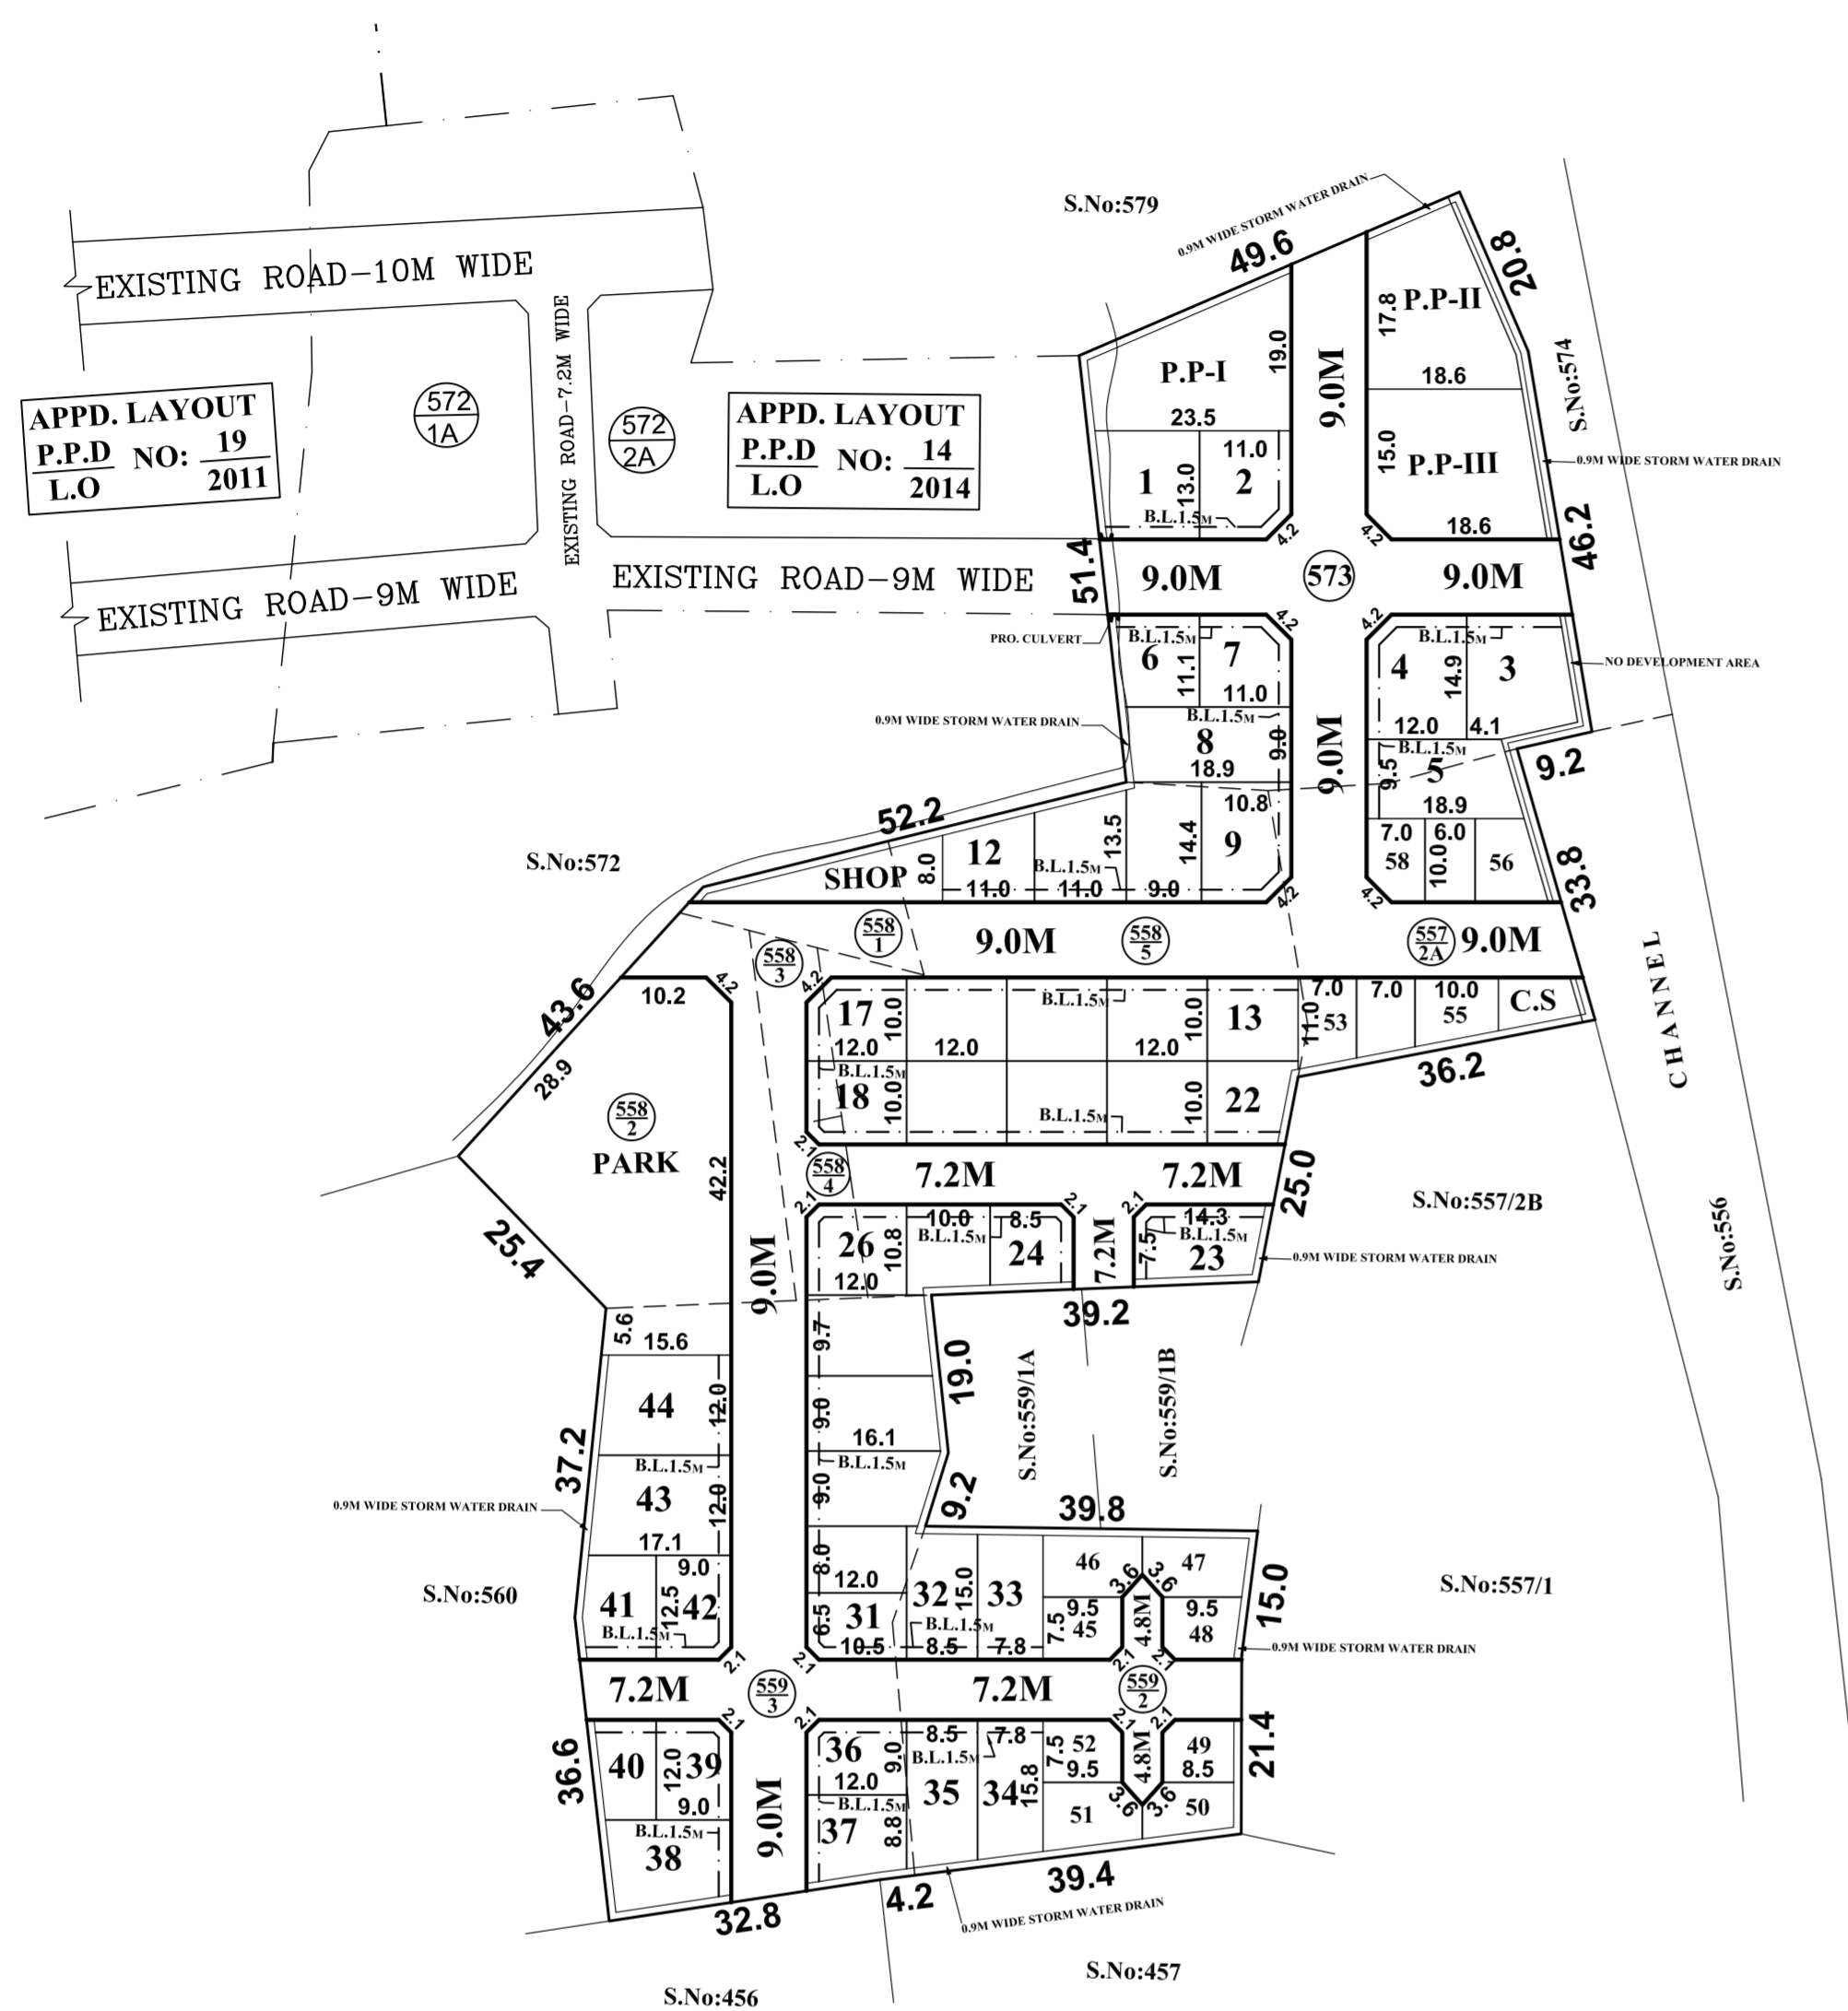 S.No:579
0.9M WIDE STORM WATER DRAIN
49.6
20.8
EXISTING ROAD-10M WIDE
EXISTING ROAD-7.2M WIDE
17.8
P.P-II
19.0
9.0M
P.P-I
18.6
S.No:574
23.5
APPD. LAYOUT
P.P.D NO: 19
L.O 2011
572
1A
572
2A
APPD. LAYOUT
P.P.D NO: 14
L.O 2014
11.0
15.0
P.P-III
0.9M WIDE STORM WATER DRAIN
1
13.0
2
B.L.1.5M
4.2
4.2
18.6
46.2
51.4
EXISTING ROAD-9M WIDE
EXISTING ROAD-9M WIDE
9.0M
573
9.0M
PRO. CULVERT
4.2
4.2
B.L.1.5M
B.L.1.5M
6
11.1
7
4
14.9
3
NO DEVELOPMENT AREA
11.0
0.9M WIDE STORM WATER DRAIN
B.L.1.5M
12.0
4.1
8
9.0
9.0M
B.L.1.5M
9.5
5
9.2
18.9
18.9
52.2
10.8
7.0
6.0
S.No:572
SHOP
8.0
12
13.5
14.4
9
58
10.0
56
33.8
B.L.1.5M
11.0
11.0
9.0
4.2
4.2
558
1
558
3
9.0M
558
5
557
2A
9.0M
CHANNEL
43.6
10.2
4.2
4.2
17
10.0
B.L.1.5M
10.0
13
7.0
7.0
10.0
C.S
11.0
53
55
12.0
12.0
12.0
36.2
28.9
B.L.1.5M
18
10.0
B.L.1.5M
10.0
22
558
2
PARK
42.2
2.1
558
4
7.2M
7.2M
25.0
S.No:557/2B
S.No:556
2.1
2.1
2.1
25.4
10.0
8.5
14.3
26
10.8
B.L.1.5M
24
7.2M
7.5
B.L.1.5M
23
0.9M WIDE STORM WATER DRAIN
9.0M
12.0
39.2
5.6
15.6
9.7
19.0
S.No:559/1A
S.No:559/1B
44
12.0
9.0
37.2
16.1
B.L.1.5M
B.L.1.5M
43
12.0
9.0
9.2
0.9M WIDE STORM WATER DRAIN
39.8
17.1
9.0
8.0
12.0
32
15.0
33
46
47
3.6
3.6
15.0
S.No:557/1
S.No:560
41
12.5
42
6.5
31
B.L.1.5M
7.5
9.5
45
4.8M
9.5
48
B.L.1.5M
10.5
8.5
7.8
0.9M WIDE STORM WATER DRAIN
2.1
2.1
2.1
2.1
7.2M
559
3
7.2M
559
2
2.1
2.1
2.1
2.1
36.6
40
12.0
39
36
9.0
8.5
7.8
B.L.1.5M
7.5
52
9.5
4.8M
49
8.5
21.4
12.0
9.0
B.L.1.5M
35
34
15.8
B.L.1.5M
38
9.0M
37
8.8
51
3.6
3.6
50
32.8
4.2
39.4
0.9M WIDE STORM WATER DRAIN
S.No:457
S.No:456